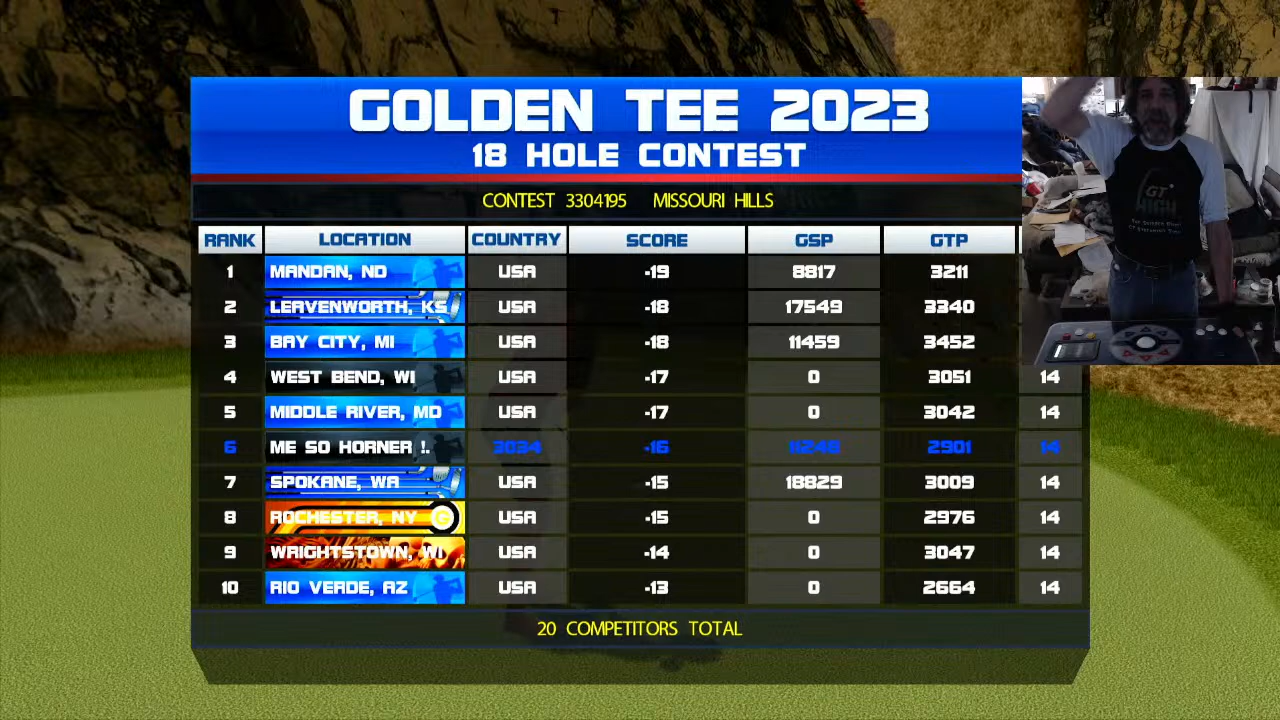 GOLDEN TEE 2023
18 HOLE CONTEST
CONTEST 3304195 MISSOURI HILLS
RANK LOCATION COUNTRY SCORE GSP GTP
1 MANDAN, ND USA -19 8817 3211
2 LEAVENWORTH, KS USA -18 17549 3340
3 BAY CITY, MI USA -18 11459 3452
4 WEST BEND, WI USA -17 0 3051 14
5 MIDDLE RIVER, MD USA -17 0 3042 14
6 ME SO HORNER !. 3034 -16 11246 2901 14
7 SPOKANE, WA USA -15 18829 3009 14
8 ROCHESTER, NY G USA -15 0 2976 14
9 WRIGHTSTOWN, WI USA -14 0 3047 14
10 RIO VERDE, AZ USA -13 0 2664 14
20 COMPETITORS TOTAL
GT
HIGH